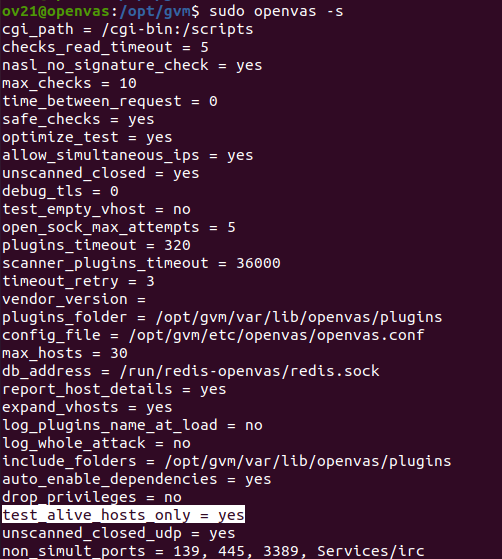 ov21@openvas:/opt/gvm$ sudo openvas -s
cgi_path = /cgi-bin:/scripts
checks_read_timeout = 5
nasl_no_signature_check = yes
max_checks = 10
time_between_request = 0
safe_checks = yes
optimize_test = yes
allow_simultaneous_ips = yes
unscanned_closed = yes
debug_tls = 0
test_empty_vhost = no
open_sock_max_attempts = 5
plugins_timeout = 320
scanner_plugins_timeout = 36000
timeout_retry = 3
vendor_version =
plugins_folder = /opt/gvm/var/lib/openvas/plugins
config_file = /opt/gvm/etc/openvas/openvas.conf
max_hosts = 30
db_address = /run/redis-openvas/redis.sock
report_host_details = yes
expand_vhosts = yes
log_plugins_name_at_load = no
log_whole_attack = no
include_folders = /opt/gvm/var/lib/openvas/plugins
auto_enable_dependencies = yes
drop_privileges = no
test_alive_hosts_only = yes
unscanned_closed_udp = yes
non_simult_ports = 139, 445, 3389, Services/irc